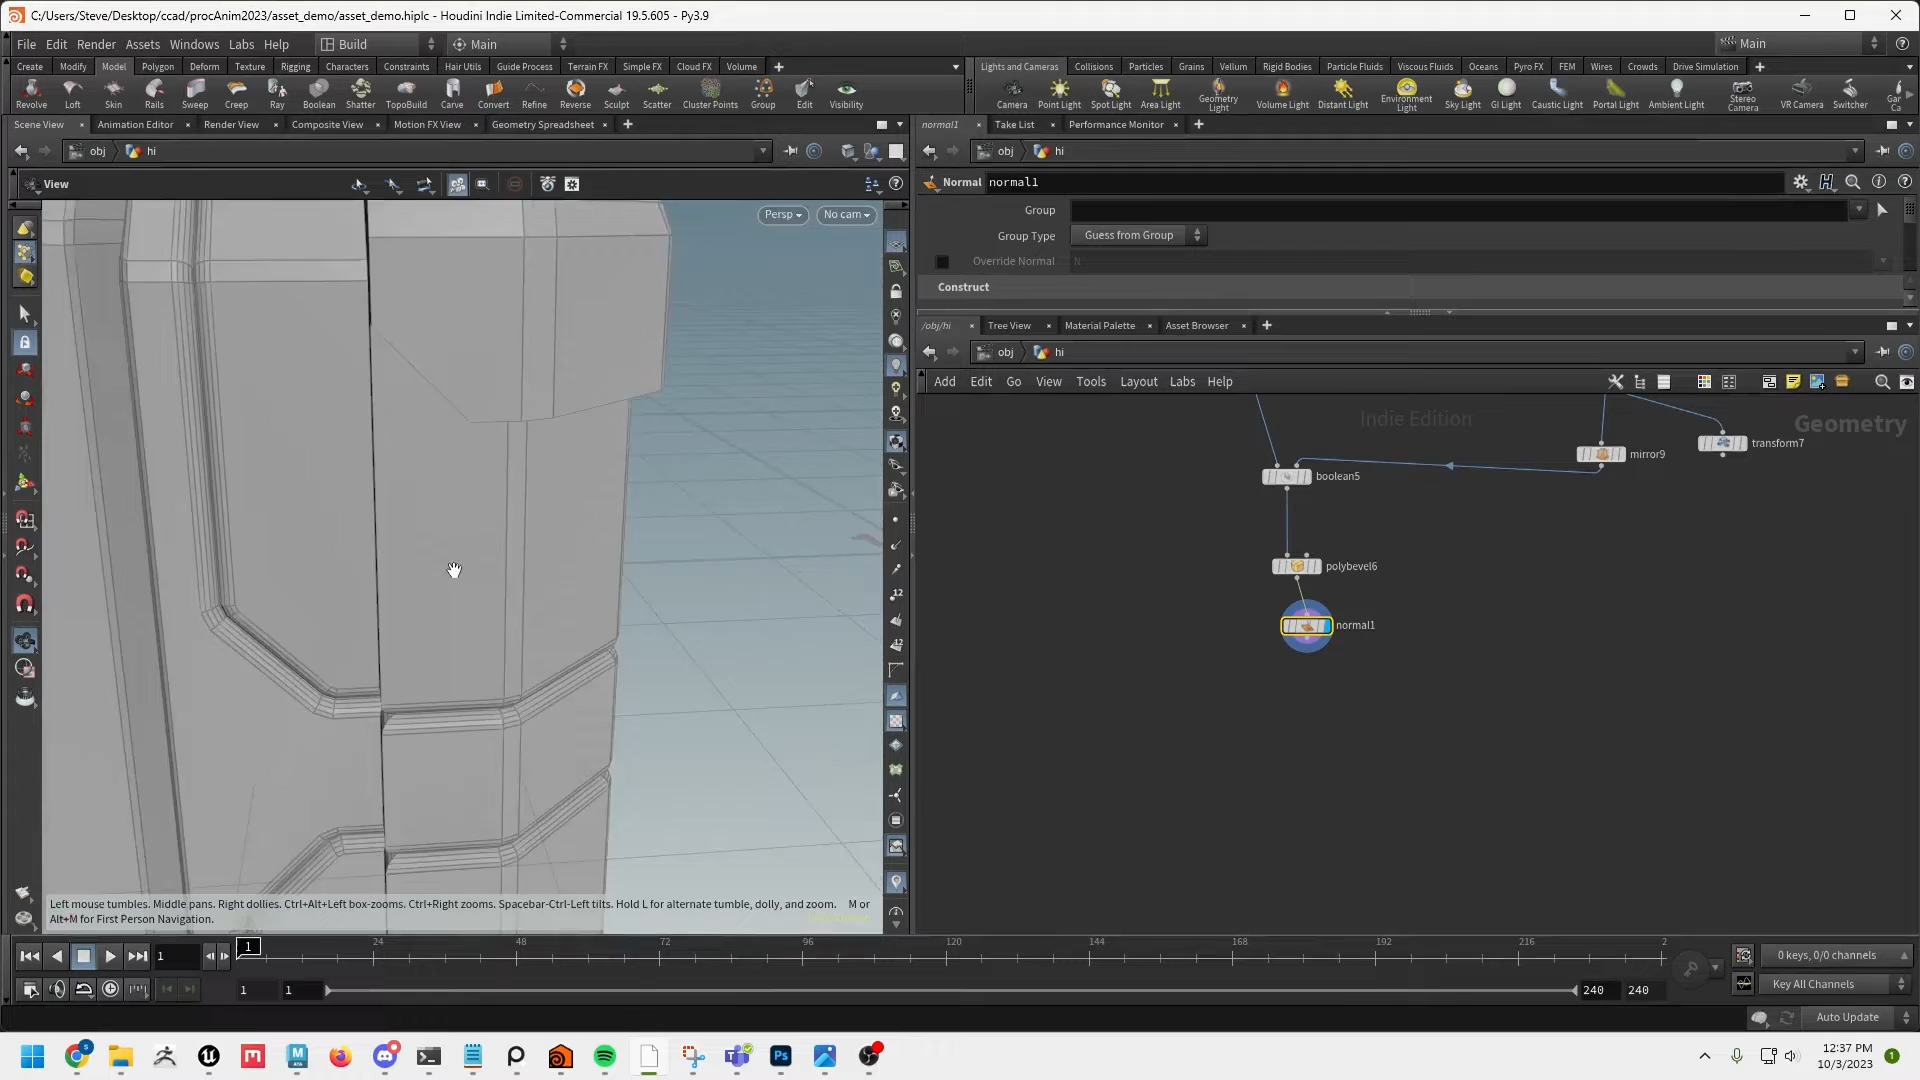 C:/Users/Steve/Desktop/ccad/procAnim2023/asset_demo/asset_demo.hiplc - Houdini Indie Limited-Commercial 19.5.605 - Py3.9
File Edit Render Assets Windows Labs Help Build Main Main
Create Modify Model Polygon Deform Texture Rigging Characters Constraints Hair Utils Guide Process Terrain FX Simple FX Cloud FX Volume
Lights and Cameras Collisions Particles Grains Vellum Rigid Bodies Particle Fluids Viscous Fluids Oceans Pyro FX FEM Wires Crowds Drive Simulation
Revolve Loft Skin Rails Sweep Creep Ray Boolean Shatter TopoBuild Carve Convert Refine Reverse Sculpt Scatter Cluster Points Group Edit Visibility
Camera Point Light Spot Light Area Light Geometry Light Volume Light Distant Light Environment Light Sky Light GI Light Caustic Light Portal Light Ambient Light Stereo Camera VR Camera Switcher Gar Ca
Scene View Animation Editor Render View Composite View Motion FX View Geometry Spreadsheet
normal1 Take List Performance Monitor
obj hi
obj hi
View
Normal normal1
Persp No cam
Group
Group Type Guess from Group
Override Normal N
Construct
/obj/hi Tree View Material Palette Asset Browser
obj hi
Add Edit Go View Tools Layout Labs Help
Indie Edition
Geometry
transform7
mirror9
boolean5
polybevel6
normal1
12
12
Left mouse tumbles. Middle pans. Right dollies. Ctrl+Alt+Left box-zooms. Ctrl+Right zooms. Spacebar-Ctrl-Left tilts. Hold L for alternate tumble, dolly, and zoom. M or
Alt+M for First Person Navigation.
1 1 24 48 72 96 120 144 168 192 216 2
0 keys, 0/0 channels
1 1 240 240
Key All Channels
Auto Update
12:37 PM
10/3/2023
1